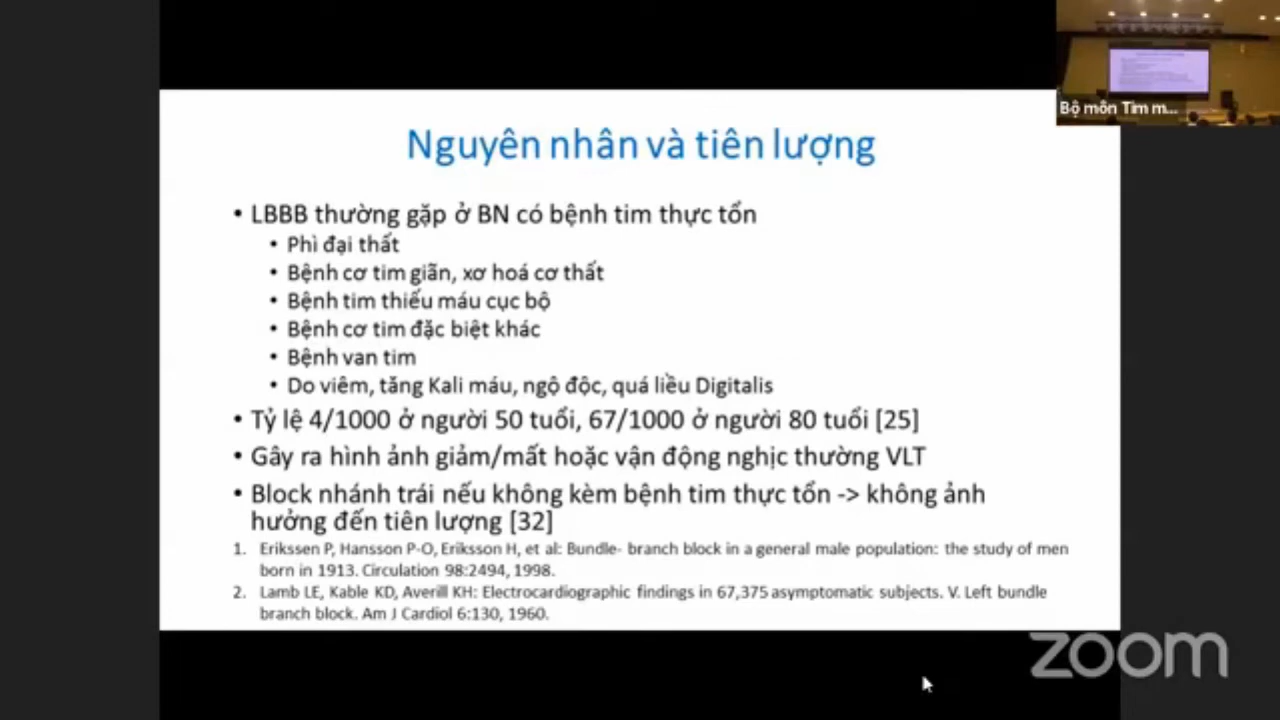 Bộ môn Tim m...
Nguyên nhân và tiên lượng
• LBBB thường gặp ở BN có bệnh tim thực tổn
• Phì đại thất
• Bệnh cơ tim giãn, xơ hoá cơ thất
• Bệnh tim thiếu máu cục bộ
• Bệnh cơ tim đặc biệt khác
• Bệnh van tim
• Do viêm, tăng Kali máu, ngộ độc, quá liều Digitalis
• Tỷ lệ 4/1000 ở người 50 tuổi, 67/1000 ở người 80 tuổi [25]
• Gây ra hình ảnh giảm/mất hoặc vận động nghịc thường VLT
• Block nhánh trái nếu không kèm bệnh tim thực tổn -> không ảnh
hưởng đến tiên lượng [32]
1. Erikssen P, Hansson P-O, Eriksson H, et al: Bundle- branch block in a general male population: the study of men
born in 1913. Circulation 98:2494, 1998.
2. Lamb LE, Kable KD, Averill KH: Electrocardiographic findings in 67,375 asymptomatic subjects. V. Left bundle
branch block. Am J Cardiol 6:130, 1960.
zoom